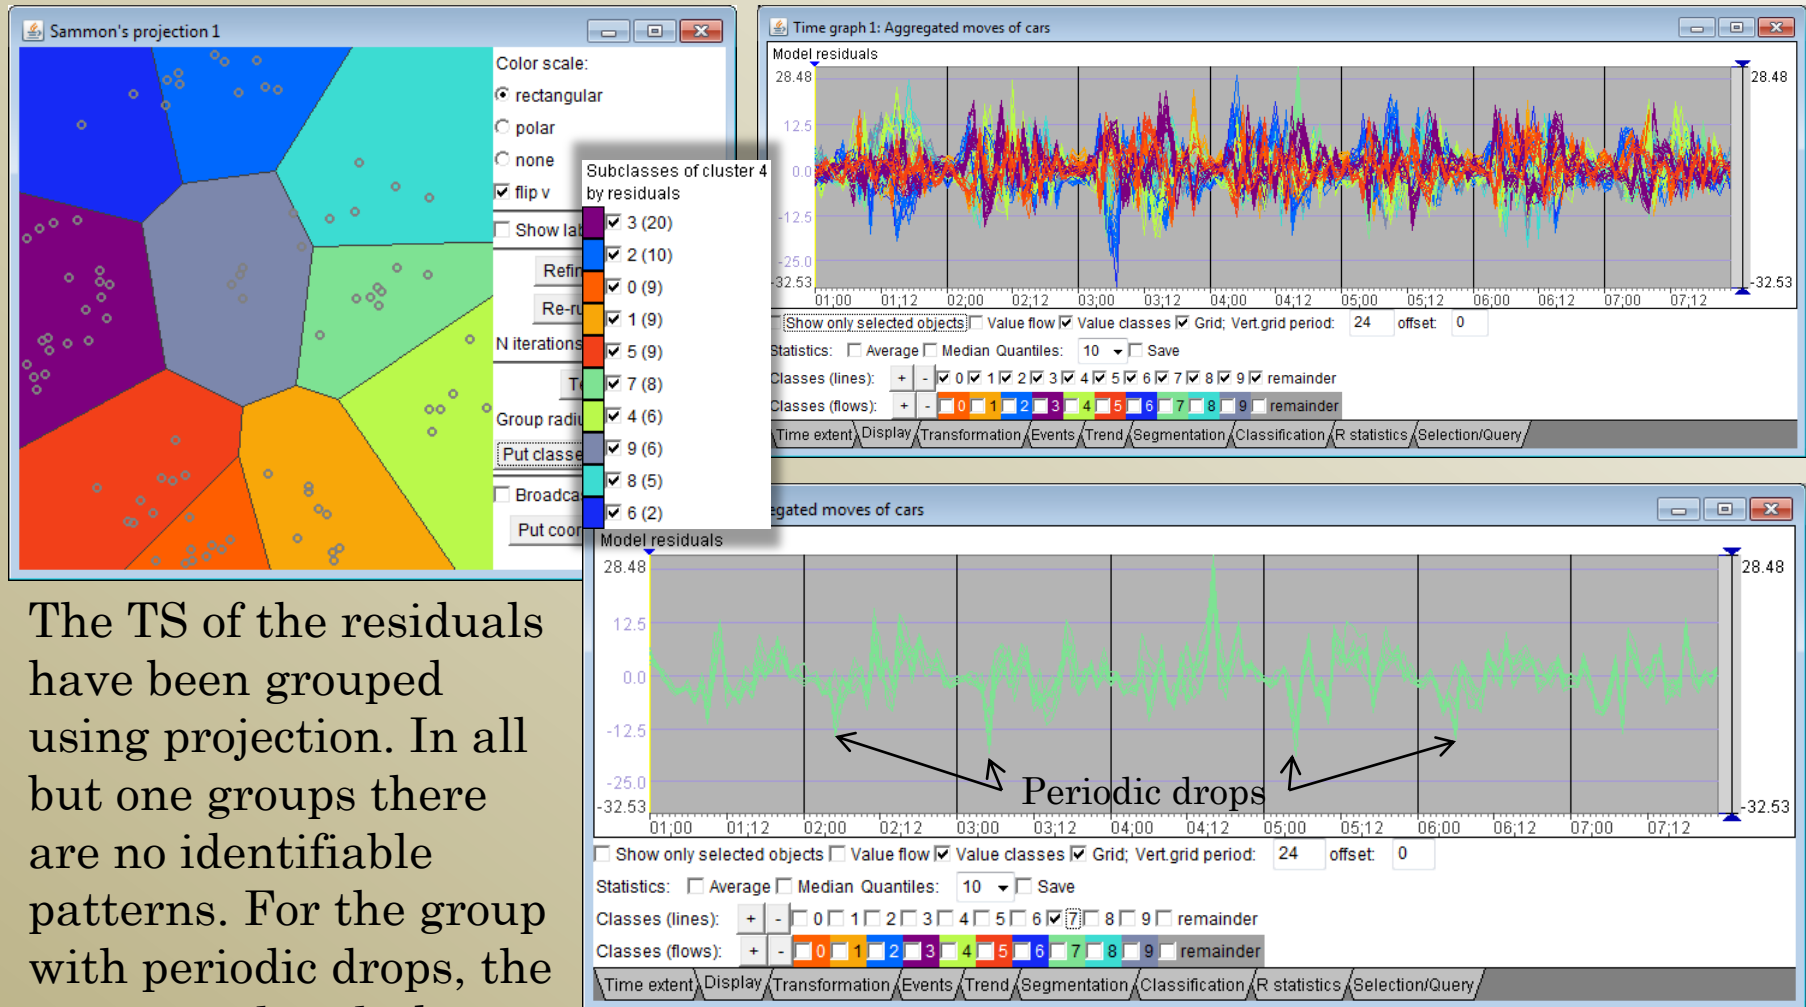 Sammon's projection 1
Color scale:
rectangular
polar
none
flip v
Show
N iterations
Group
Put
Put
Subclasses of cluster 4
by residuals
3 (20)
2 (10)
0 (9)
1 (9)
5 (9)
7 (8)
4 (6)
9 (6)
8 (5)
6 (2)
Time graph 1: Aggregated moves of cars
Model residuals
28.48 28.48
12.5
0.0
-12.5
-25.0
-32.53
01;00 01;12 02;00 02;12 03;00 03;12 04;00 04;12 05;00 05;12 06;00 06;12 07;00 07;12
Show only selected objects Value flow Value classes Grid; Vert.grid period: 24 offset: 0
Statistics: Average Median Quantiles: 10 Save
Classes (lines): + - 0 1 2 3 4 5 6 7 8 9 remainder
Classes (flows): + - 0 1 2 3 4 5 6 7 8 9 remainder
Time extent Display Transformation Events Trend Segmentation Classification R statistics Selection/Query
moves of cars
Model residuals
28.48 28.48
12.5
0.0
-12.5
-25.0
-32.53 -32.53
Periodic drops
01;00 01;12 02;00 02;12 03;00 03;12 04;00 04;12 05;00 05;12 06;00 06;12 07;00 07;12
Show only selected objects Value flow Value classes Grid; Vert.grid period: 24 offset: 0
Statistics: Average Median Quantiles: 10 Save
Classes (lines): + - 0 1 2 3 4 5 6 7 8 9 remainder
Classes (flows): + - 0 1 2 3 4 5 6 7 8 9 remainder
Time extent Display Transformation Events Trend Segmentation Classification R statistics Selection/Query
The TS of the residuals
have been grouped
using projection. In all
but one groups there
are no identifiable
patterns. For the group
with periodic drops, the